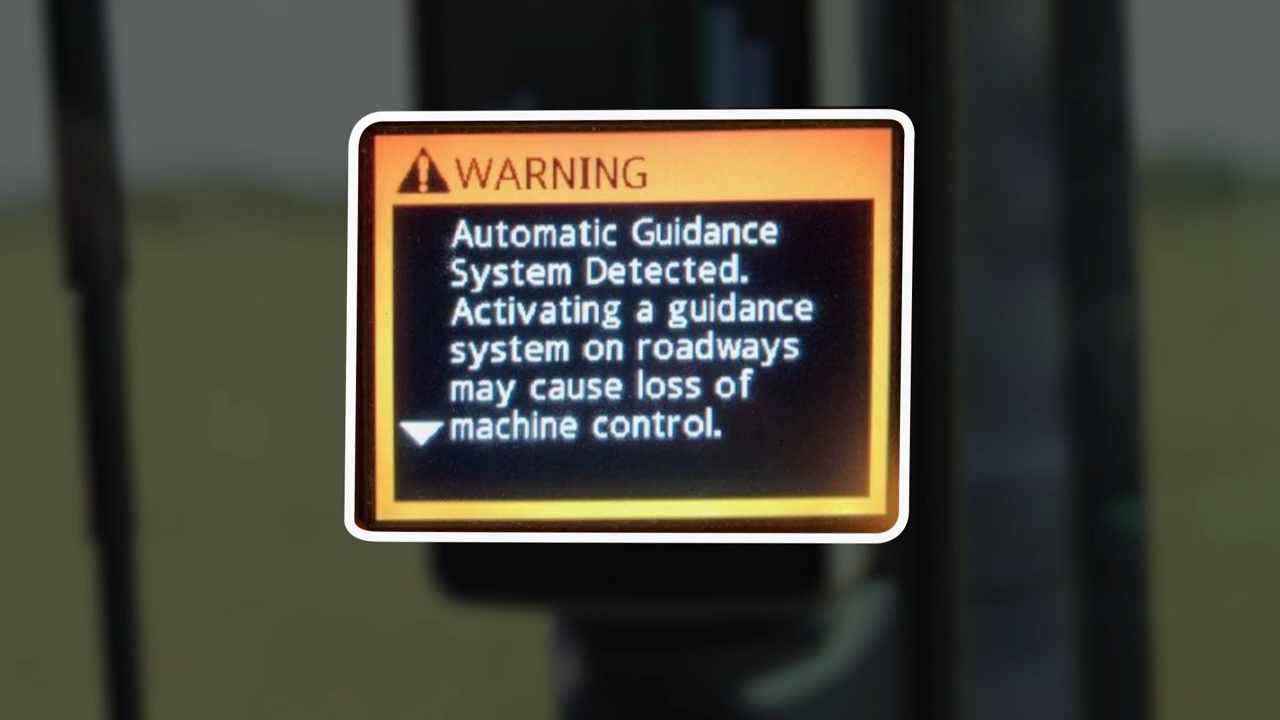 WARNING
Automatic Guidance
System Detected.
Activating a guidance
system on roadways
may cause loss of
machine control.